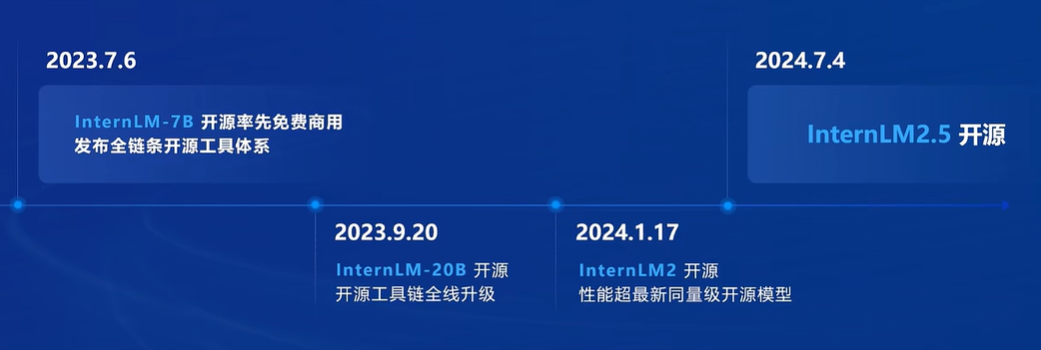 2023.7.6
InternLM-7B 开源率先免费商用
发布全链条开源工具体系
2023.9.20
InternLM-20B 开源
开源工具链全线升级
2024.1.17
InternLM2 开源
性能超最新同量级开源模型
2024.7.4
InternLM2.5 开源